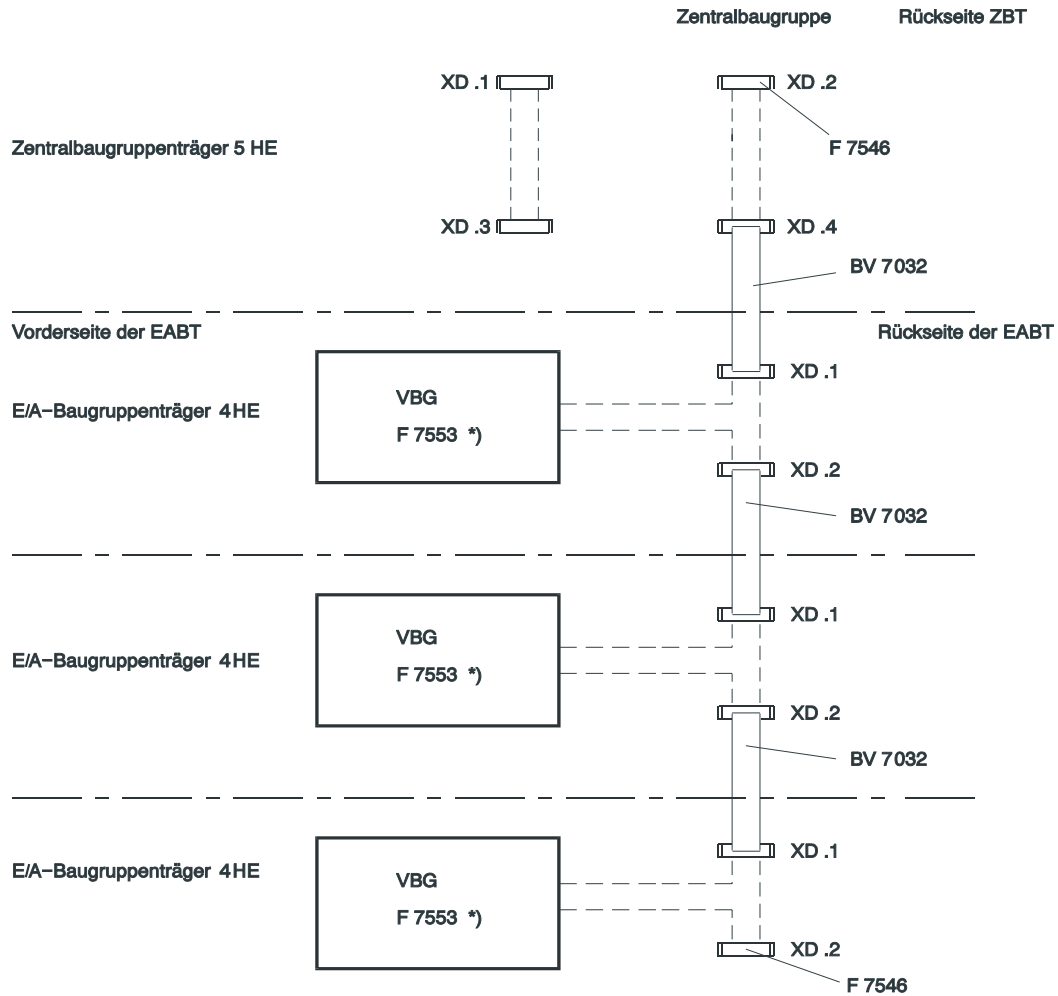 Zentralbaugruppe Rückseite ZBT
XD .1 XD .2
Zentralbaugruppenträger 5 HE F 7546
XD .3 XD .4
BV 7032
Vorderseite der EABT Rückseite der EABT
XD .1
VBG
E/A-Baugruppenträger 4HE
F 7553 *)
XD .2
BV 7032
XD .1
VBG
E/A-Baugruppenträger 4HE
F 7553 *)
XD .2
BV 7032
XD .1
E/A-Baugruppenträger 4HE
VBG
F 7553 *)
XD .2
F 7546